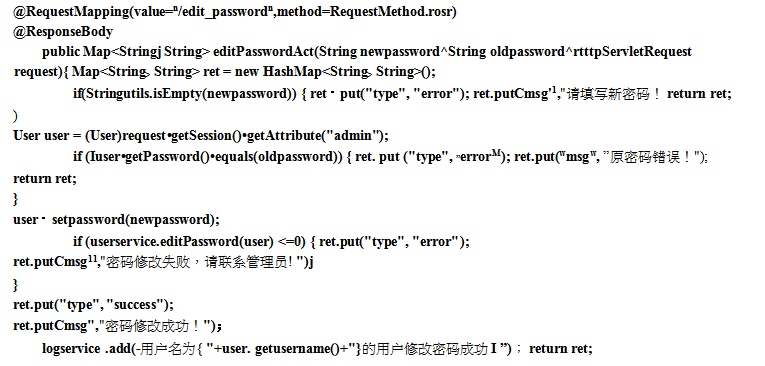 @RequestMapping(value=ⁿ/edit_passwordⁿ,method=RequestMethod.rosr)
@ResponseBody
public Map<Stringj String> editPasswordAct(String newpassword^String oldpassword^rtttpServletRequest
request){ Map<String, String> ret = new HashMap<String, String>();
if(Stringutils.isEmpty(newpassword)) { ret・put("type", "error"); ret.putCmsg'¹,"请填写新密码！ return ret;
)
User user = (User)request•getSession()•getAttribute("admin");
if (Iuser•getPassword()•equals(oldpassword)) { ret. put ("type", ”errorᴹ); ret.put(ʷmsgʷ, ”原密码错误！");
return ret;
}
user・setpassword(newpassword);
if (userservice.editPassword(user) <=0) { ret.put("type", "error");
ret.putCmsg¹¹,"密码修改失败，请联系管理员! ")j
}
ret.put("type", "success");
ret.putCmsg","密码修改成功！");
logservice .add(-用户名为{ "+user. getusername()+"}的用户修改密码成功 I ”)； return ret;